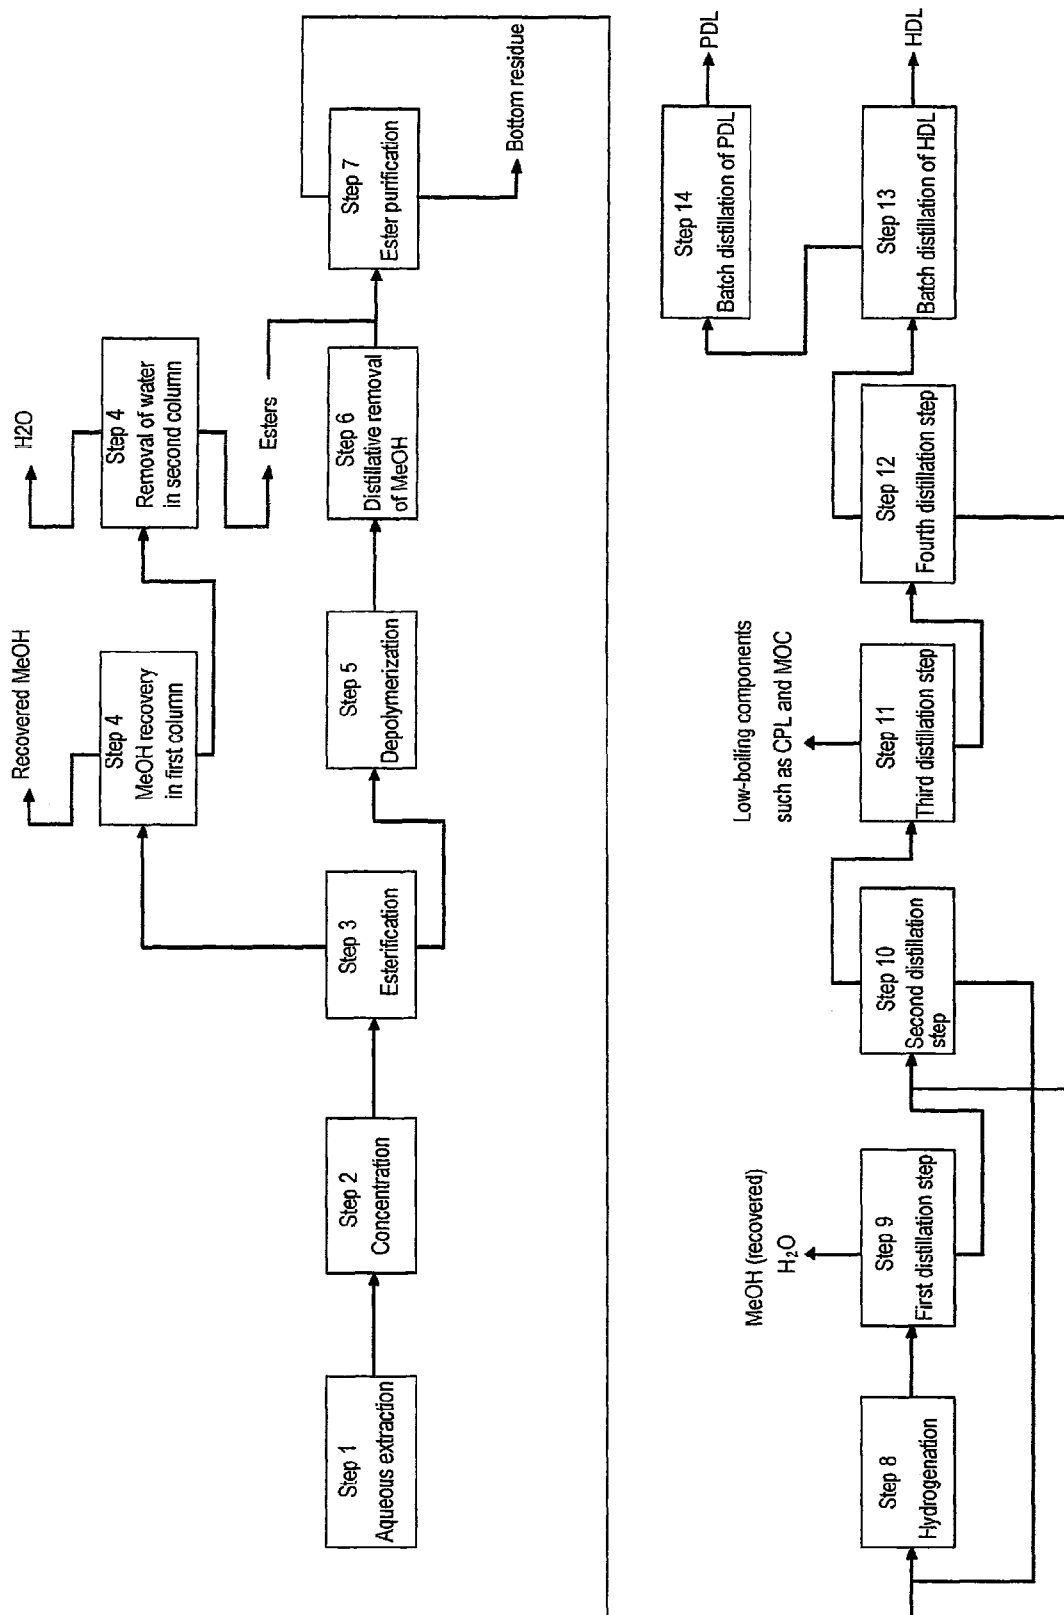 Step 1
Aqueous extraction
Step 2
Concentration
Step 3
Esterification
Step 4
MeOH recovery
in first column
Recovered MeOH
Step 4
Removal of water
in second column
H2O
Esters
Step 5
Depolymerization
Step 6
Distillative removal
of MeOH
Step 7
Ester purification
Bottom residue
Step 8
Hydrogenation
MeOH (recovered)
H₂O
Step 9
First distillation step
Step 10
Second distillation
step
Low-boiling components
such as CPL and MOC
Step 11
Third distillation step
Step 12
Fourth distillation step
Step 13
Batch distillation of HDL
HDL
Step 14
Batch distillation of PDL
PDL